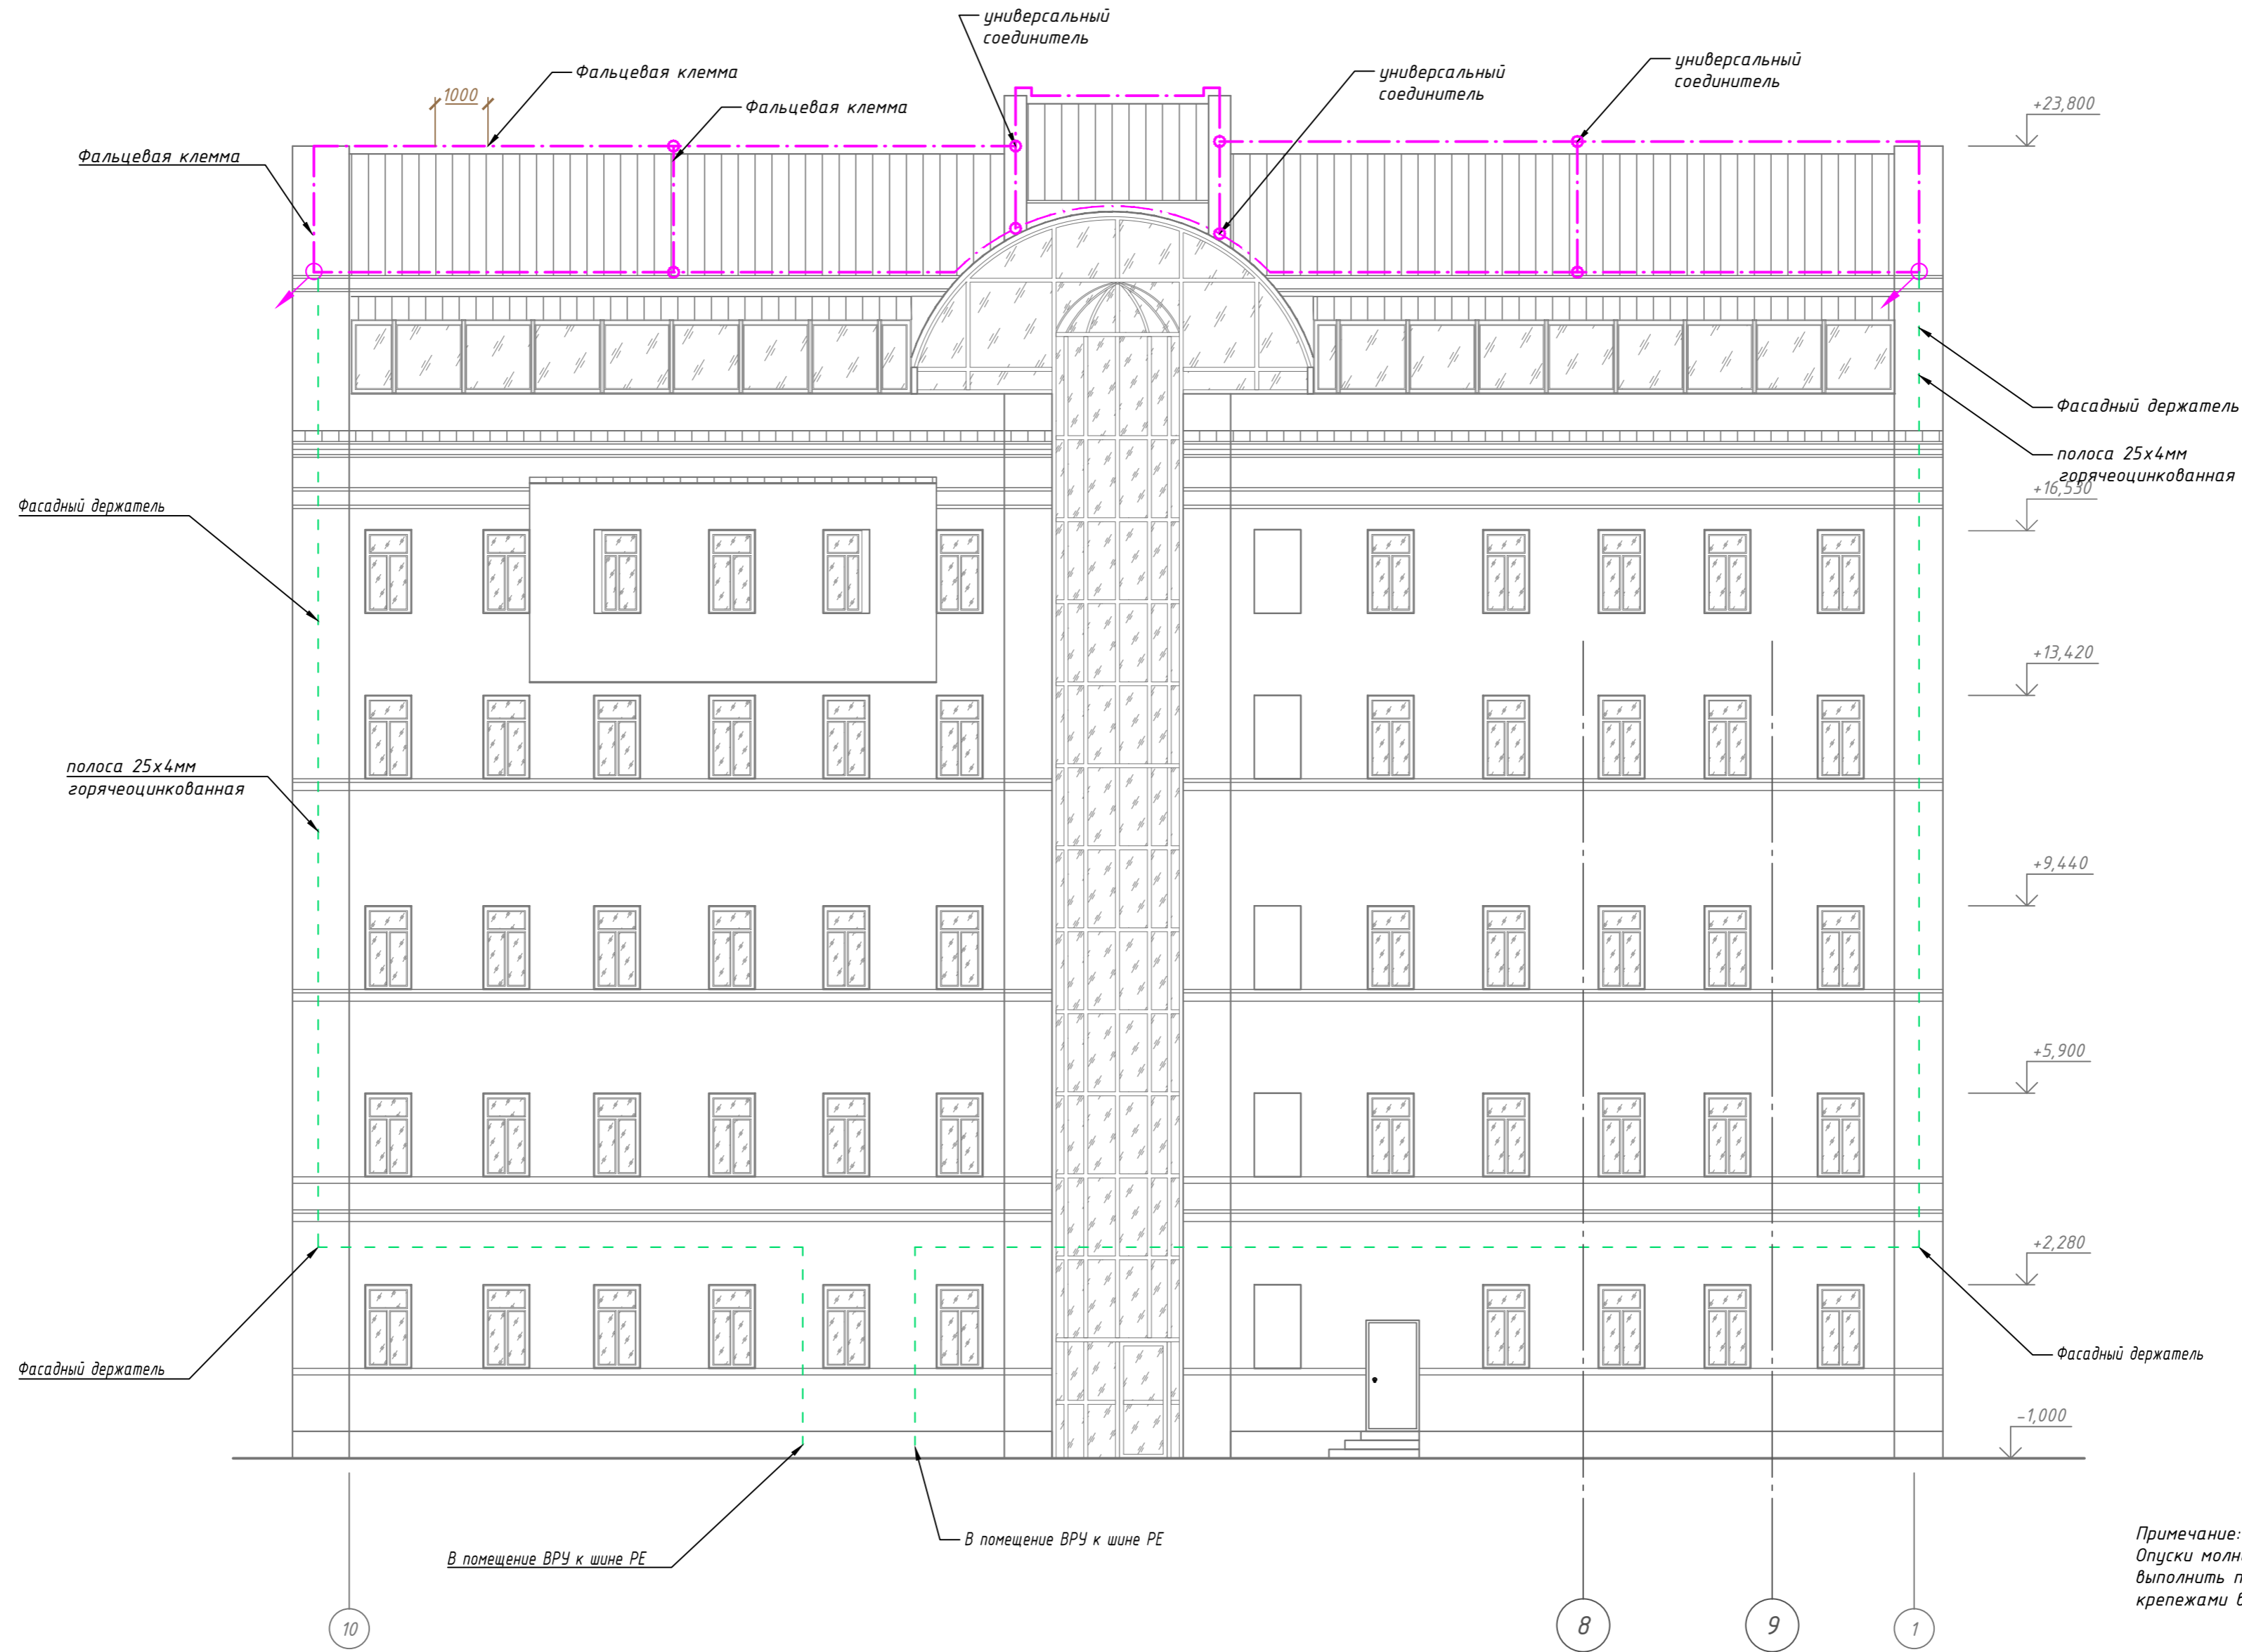 универсальный
соединитель
Фальцевая клемма
1000
Фальцевая клемма
универсальный
соединитель
универсальный
соединитель
+23,800
Фальцевая клемма
Фасадный держатель
полоса 25х4мм
горячеоцинкованная
+16,530
Фасадный держатель
+13,420
полоса 25х4мм
горячеоцинкованная
+9,440
+5,900
+2,280
Фасадный держатель
Фасадный держатель
-1,000
В помещение ВРУ к шине РЕ
В помещение ВРУ к шине РЕ
Примечание:
Опуски
выполнить
крепежами
10
8
9
1